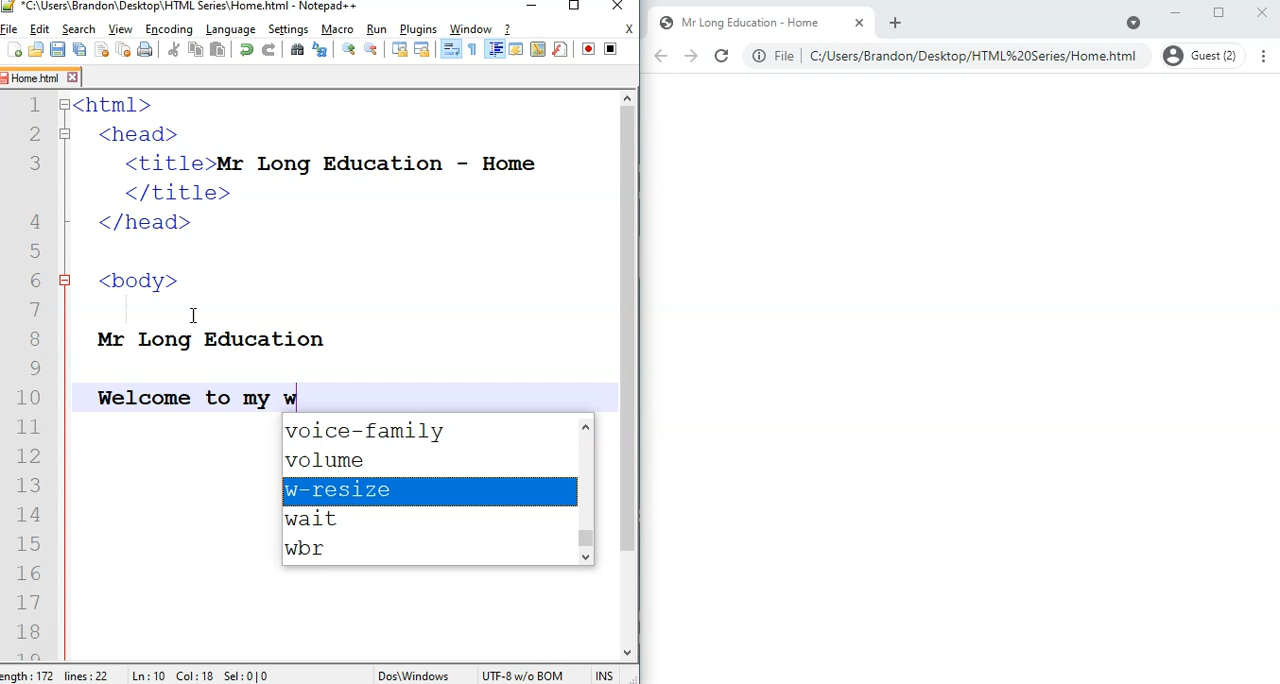 *C:\Users\Brandon\Desktop\HTML Series\Home.html - Notepad++
File Edit Search View Encoding Language Settings Macro Run Plugins Window ? X
Home.html
1 <html>
2 <head>
3 <title>Mr Long Education - Home
</title>
4 </head>
5
6 <body>
7
8 Mr Long Education
9
10 Welcome to my w
11 voice-family
12 volume
13 w-resize
14 wait
15 wbr
16
17
18
19
ength: 172 lines: 22 Ln: 10 Col: 18 Sel: 0 | 0 Dos\Windows UTF-8 w/o BOM INS
Mr Long Education - Home
File C:/Users/Brandon/Desktop/HTML%20Series/Home.html Guest (2)